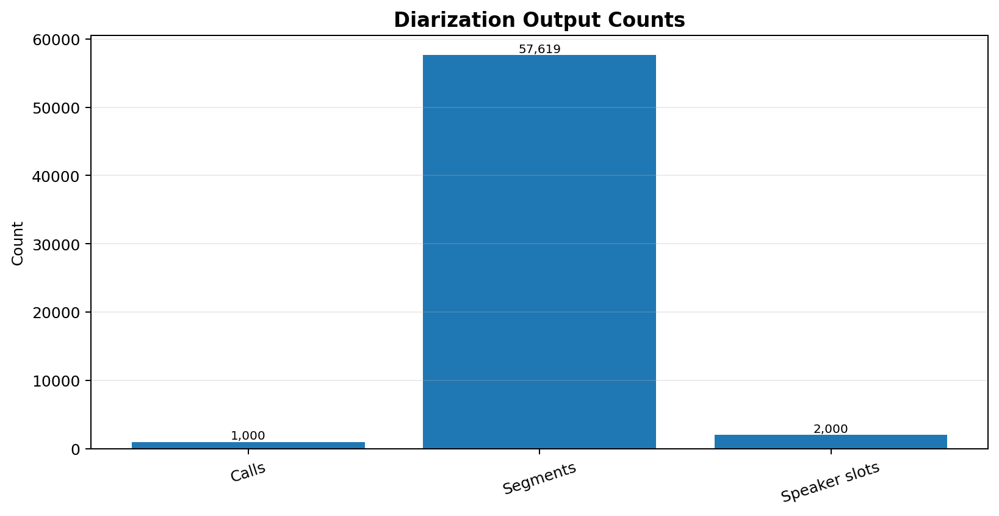 Diarization Output Counts
60000
50000
40000
30000
20000
10000
0
Count
1,000
57,619
2,000
Calls
Segments
Speaker slots